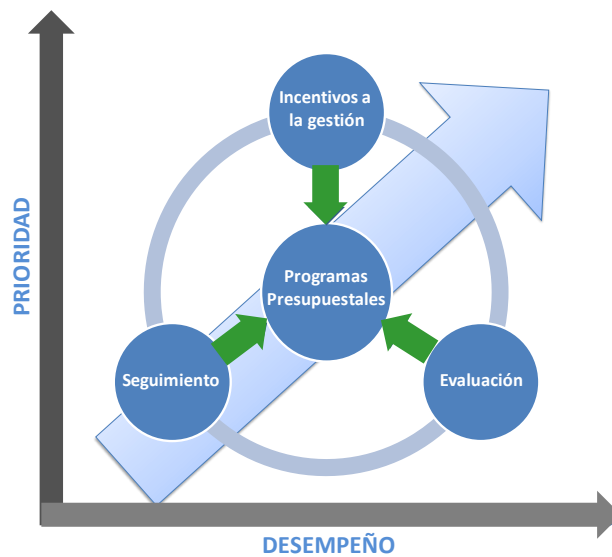 Incentivos a
la gestión
PRIORIDAD
Programas
Presupuestales
Seguimiento
Evaluación
DESEMPEÑO